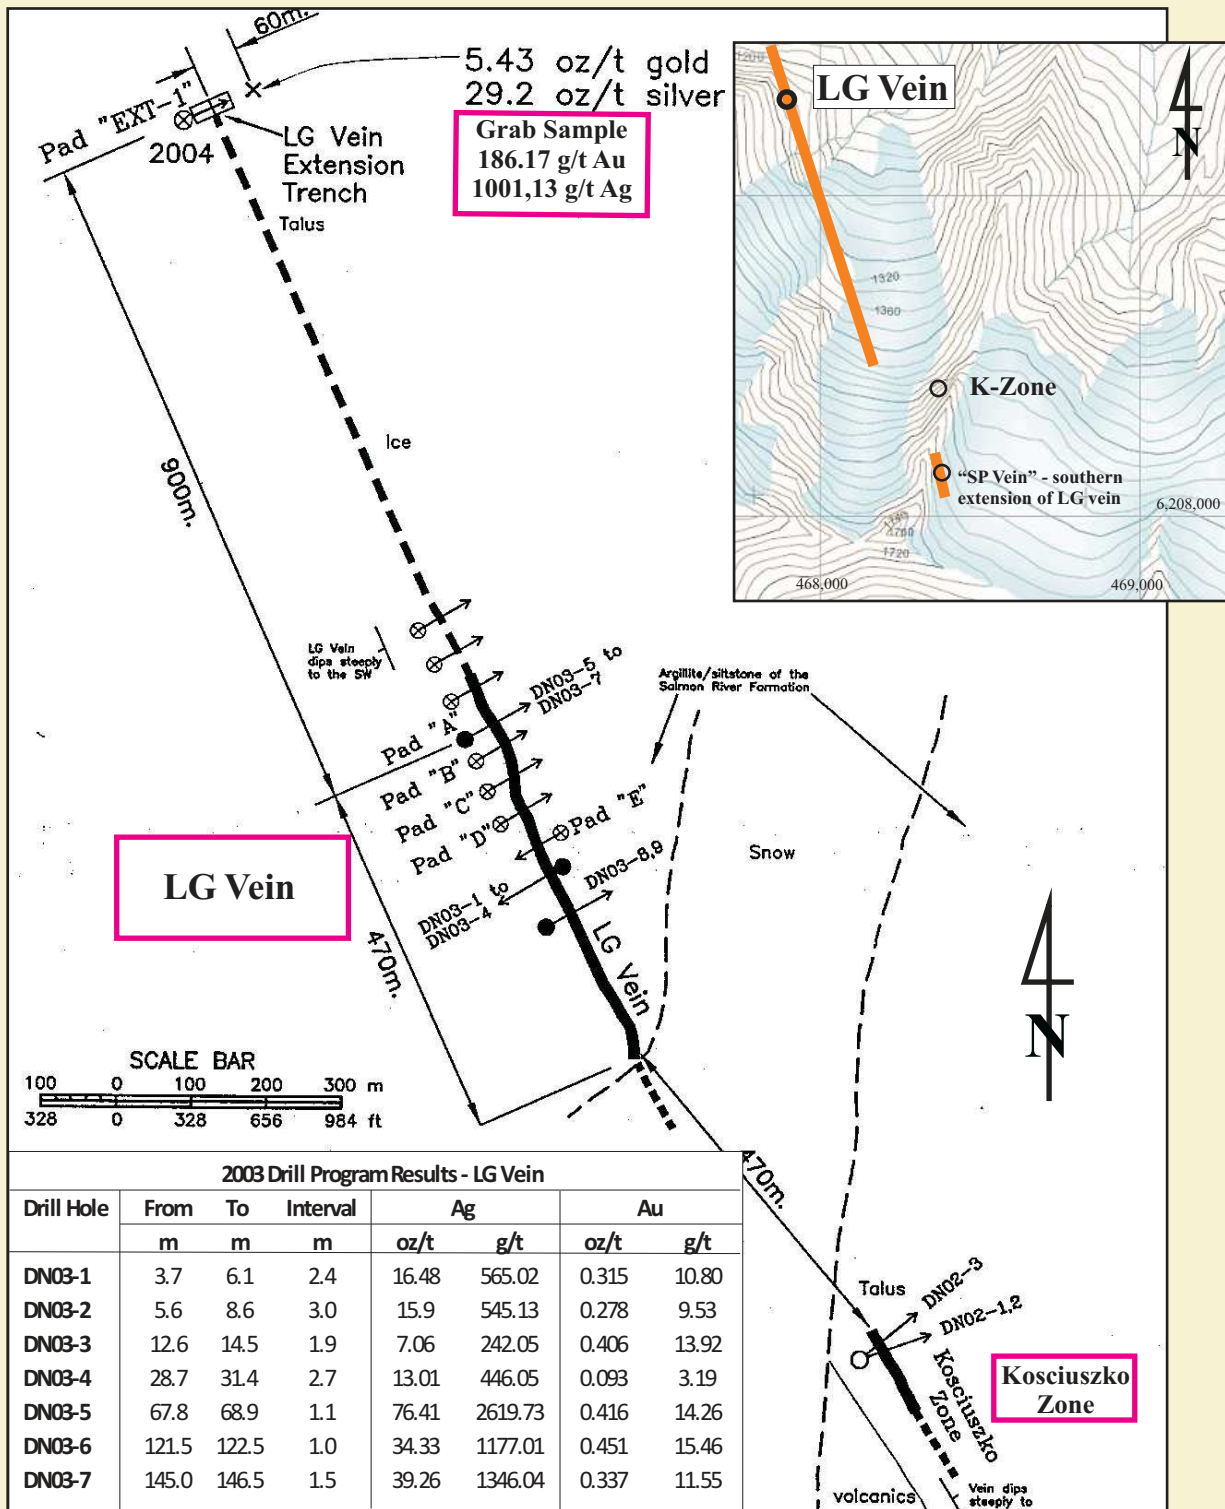 60m.
5.43 oz/t gold
29.2 oz/t silver
Pad "EXT-1"
2004
LG Vein
Extension
Trench
Grab Sample
186.17 g/t Au
1001,13 g/t Ag
Talus
Ice
900m.
1200
LG Vein
N
1320
1360
K-Zone
"SP Vein" - southern
extension of LG vein
6,208,000
1740
1760
1720
468,000
469,000
LG Vein
dips steeply
to the SW
DN03-5 to
DN03-7
Argillite/siltstone of the
Salmon River Formation
Pad "A"
Pad "B"
Pad "C"
Pad "D"
Pad "E"
Snow
LG Vein
DN03-8,9
DN03-1 to
DN03-4
LG Vein
470m.
N
SCALE BAR
100 0 100 200 300 m
328 0 328 656 984 ft
470m.
2003 Drill Program Results - LG Vein
Drill Hole From To Interval Ag Au
m m m oz/t g/t oz/t g/t
DN03-1 3.7 6.1 2.4 16.48 565.02 0.315 10.80
DN03-2 5.6 8.6 3.0 15.9 545.13 0.278 9.53
DN03-3 12.6 14.5 1.9 7.06 242.05 0.406 13.92
DN03-4 28.7 31.4 2.7 13.01 446.05 0.093 3.19
DN03-5 67.8 68.9 1.1 76.41 2619.73 0.416 14.26
DN03-6 121.5 122.5 1.0 34.33 1177.01 0.451 15.46
DN03-7 145.0 146.5 1.5 39.26 1346.04 0.337 11.55
Talus
DN02-3
DN02-1,2
Kosciuszko
Zone
Kosciuszko
Zone
volcanics
Vein dips
steeply to